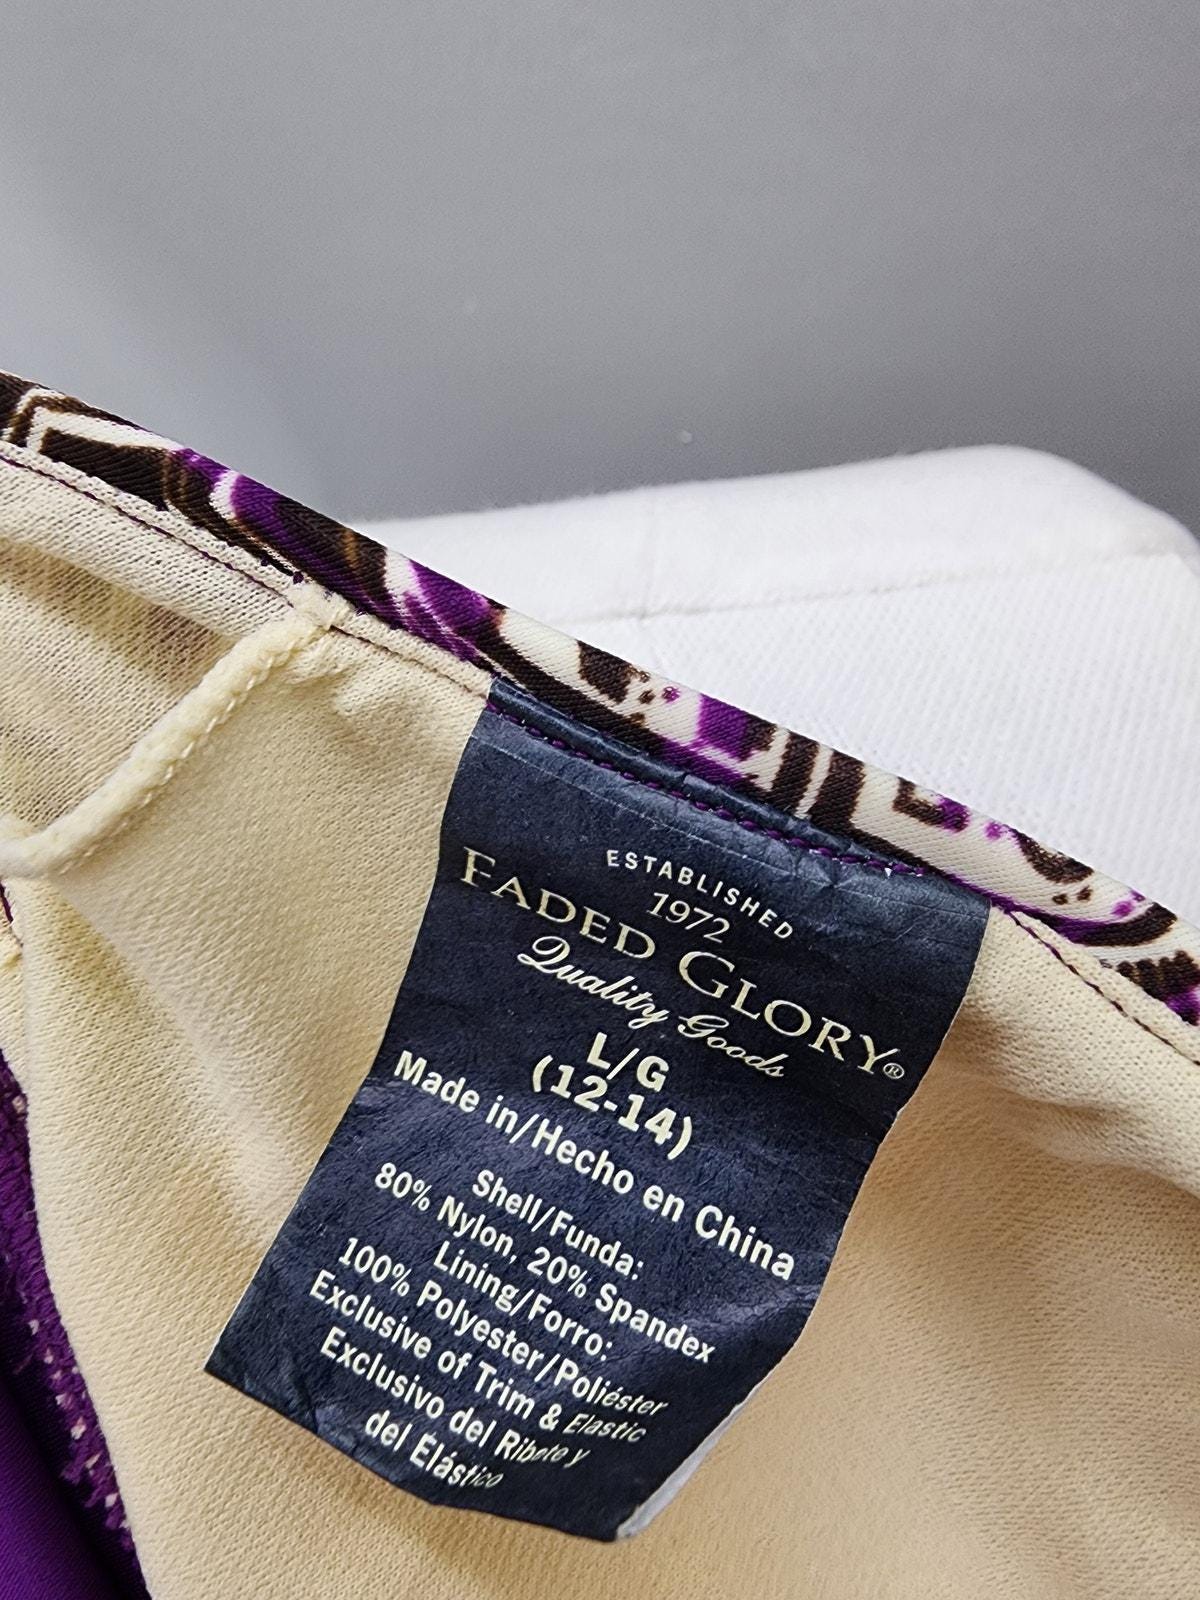 ESTABLISHED
1972
FADED GLORY®
Quality Goods
L/G
(12-14)
Made in/Hecho en China
Shell/Funda:
80% Nylon, 20% Spandex
Lining/Forro:
100% Polyester/Poliéster
Exclusive of Trim & Elastic
Exclusivo del Ribete y
del Elástico